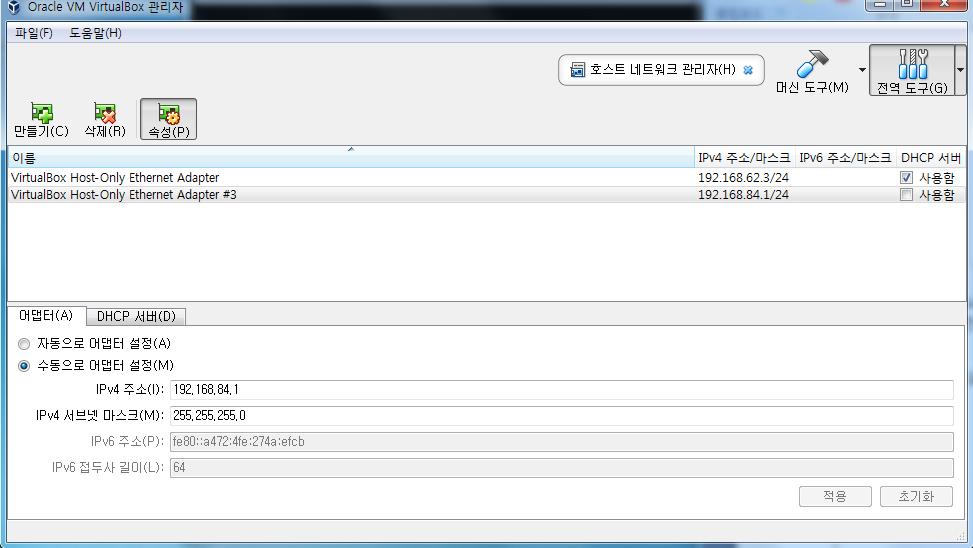 Oracle VM VirtualBox 관리자
파일(F) 도움말(H)
호스트 네트워크 관리자(H)
머신 도구(M)
전역 도구(G)
만들기(C) 삭제(R) 속성(P)
이름 IPv4 주소/마스크 IPv6 주소/마스크 DHCP 서버
VirtualBox Host-Only Ethernet Adapter 192.168.62.3/24 사용함
VirtualBox Host-Only Ethernet Adapter #3 192.168.84.1/24 사용함
어댑터(A) DHCP 서버(D)
자동으로 어댑터 설정(A)
수동으로 어댑터 설정(M)
IPv4 주소(I): 192.168.84.1
IPv4 서브넷 마스크(M): 255.255.255.0
IPv6 주소(P): fe80::a472:4fe:274a:efcb
IPv6 접두사 길이(L): 64
적용 초기화